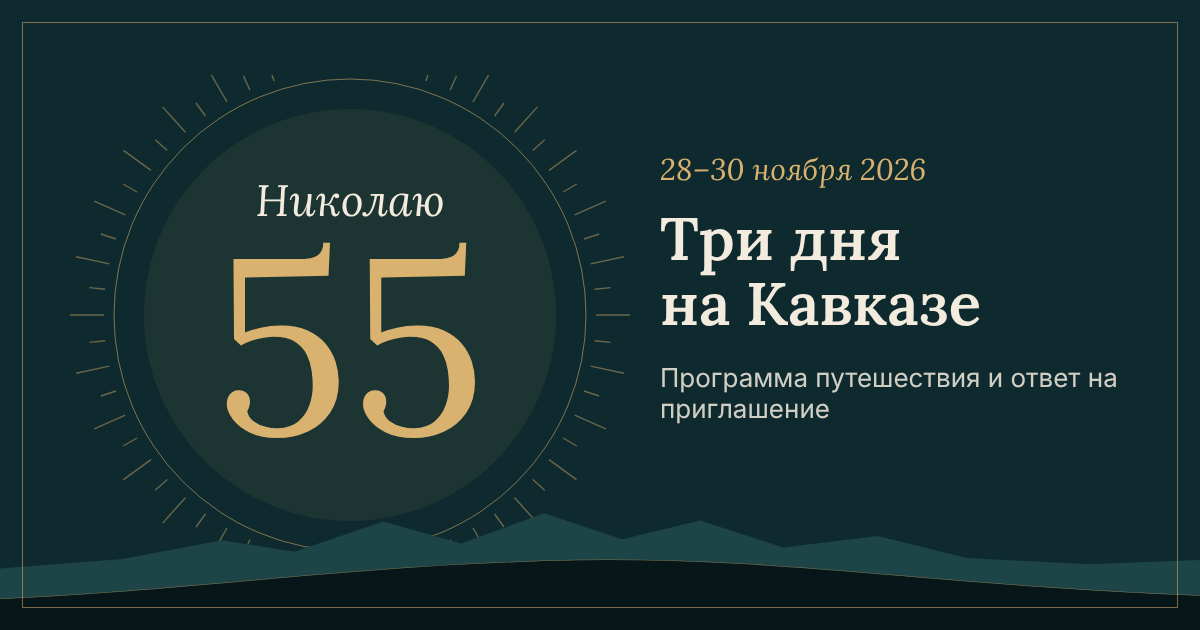 Николаю
55
28–30 ноября 2026
Три дня
на Кавказе
Программа путешествия и ответ на
приглашение